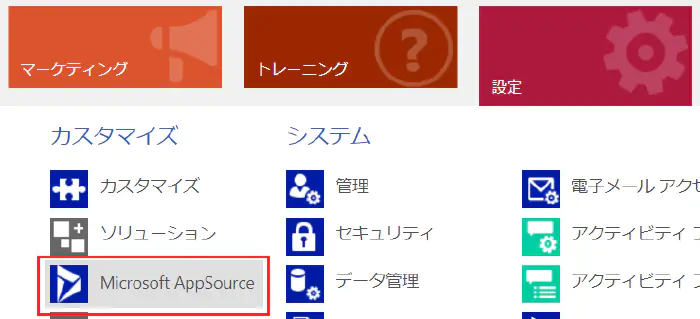 マーケティング
トレーニング
設定
カスタマイズ
システム
カスタマイズ
管理
電子メール アクセ
ソリューション
セキュリティ
アクティビティ フ
Microsoft AppSource
データ管理
アクティビティ フ